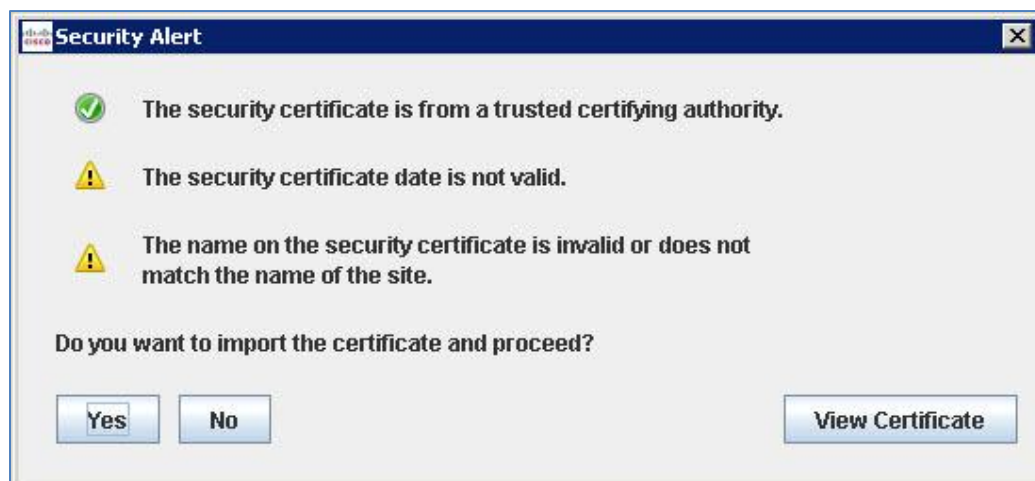 Security Alert
The security certificate is from a trusted certifying authority.
The security certificate date is not valid.
The name on the security certificate is invalid or does not
match the name of the site.
Do you want to import the certificate and proceed?
Yes
No
View Certificate